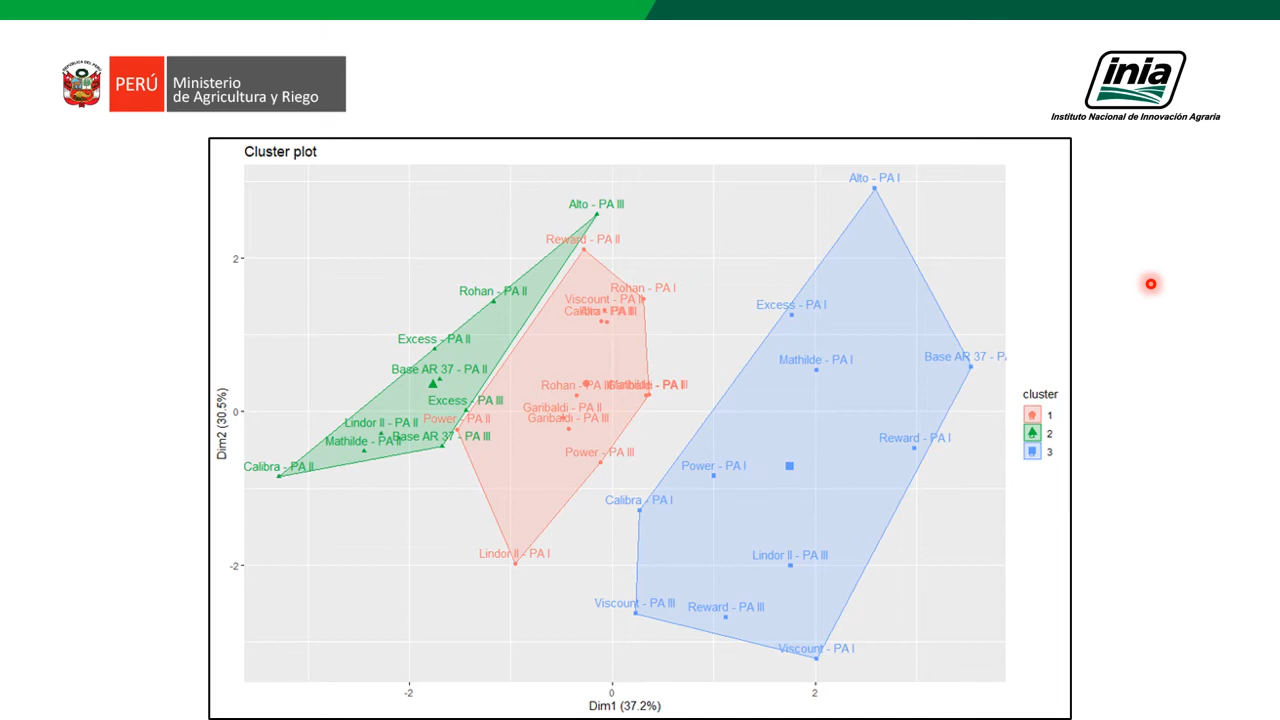 REPÚBLICA DEL PERÚ
PERÚ
Ministerio
de Agricultura y Riego
inia
Instituto Nacional de Innovación Agraria
Cluster plot
Alto - PA I
Alto - PA III
Reward - PA II
Rohan - PA I
Rohan - PA II
Viscount - PA II
Excess - PA I
Excess - PA II
Mathilde - PA I
Base AR 37 - PA
Base AR 37 - PA II
Rohan - PA
Excess - PA III
Garibaldi - PA II
Power - PA II
Garibaldi - PA III
Lindor II - PA II
Base AR 37 - PA III
Mathilde - PA
Reward - PA I
Power - PA III
Calibra - PA II
Power - PA I
Calibra - PA I
Lindor II - PA I
Lindor II - PA III
Viscount - PA III
Reward - PA III
Viscount - PA I
2
0
-2
Dim2 (30.5%)
-2
0
2
Dim1 (37.2%)
cluster
1
2
3